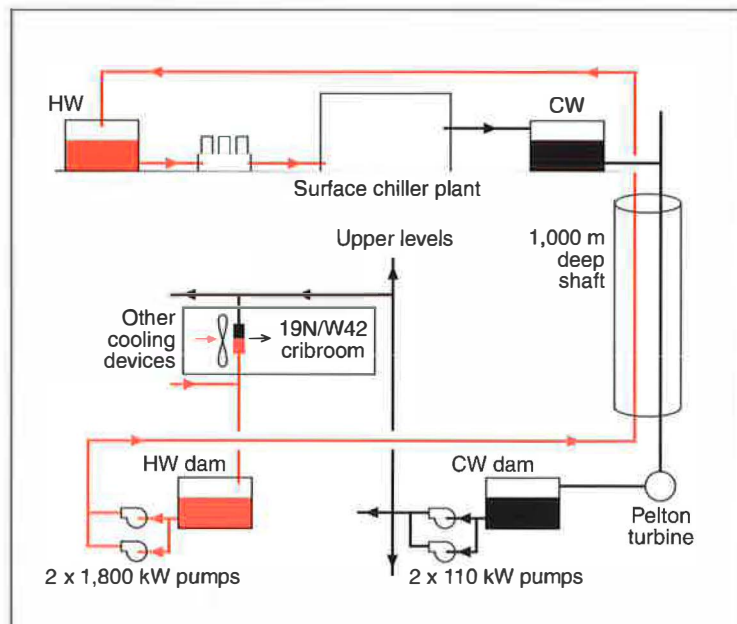 HW
CW
Surface chiller plant
Upper levels
1,000 m
deep
shaft
Other
cooling
devices
19N/W42
cribroom
HW dam
CW dam
Pelton
turbine
2 x 1,800 kW pumps
2 x 110 kW pumps